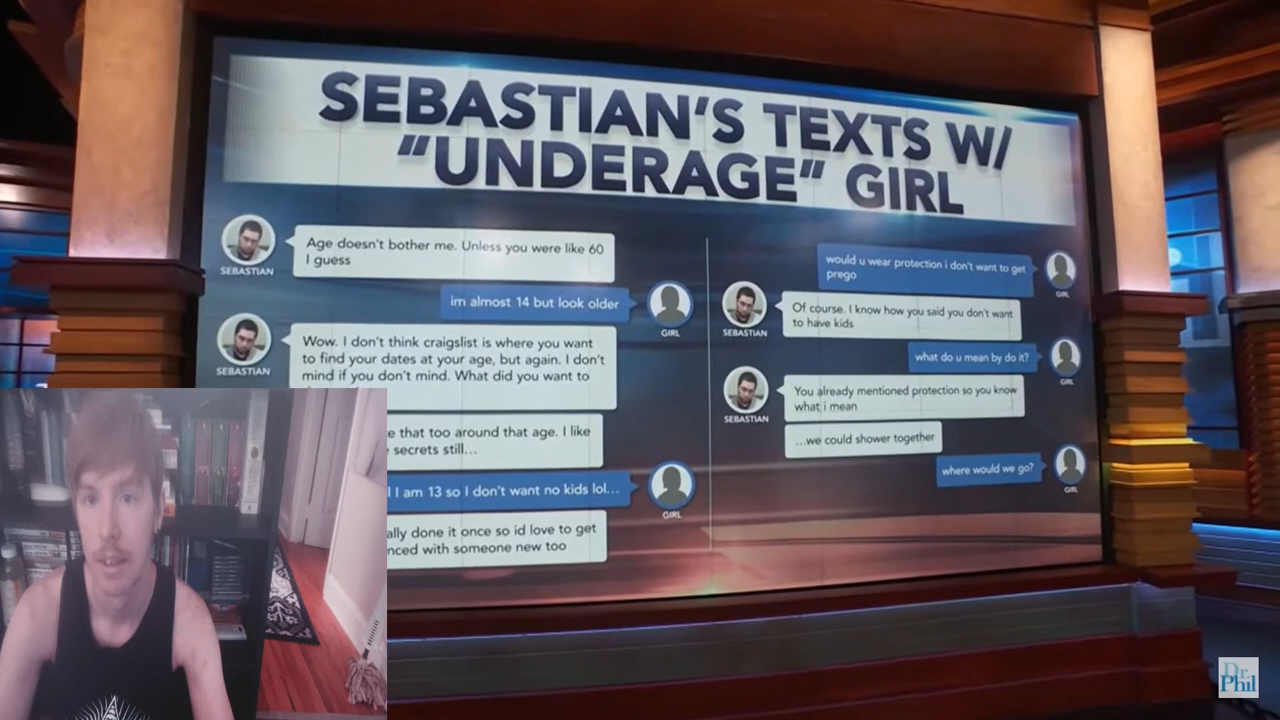 SEBASTIAN'S TEXTS W/
"UNDERAGE" GIRL
Age doesn't bother me. Unless you were like 60
I guess
SEBASTIAN
im almost 14 but look older
GIRL
Wow. I don't think craigslist is where you want
to find your dates at your age, but again. I don't
mind if you don't mind. What did you want to
SEBASTIAN
that too around that age. I like
secrets still...
I am 13 so I don't want no kids lol...
GIRL
done it once so id love to get
with someone new too
would u wear protection i don't want to get
prego
GIRL
Of course. I know how you said you don't want
to have kids
SEBASTIAN
what do u mean by do it?
GIRL
You already mentioned protection so you know
what i mean
SEBASTIAN
...we could shower together
where would we go?
GIRL
Dr.
Phil